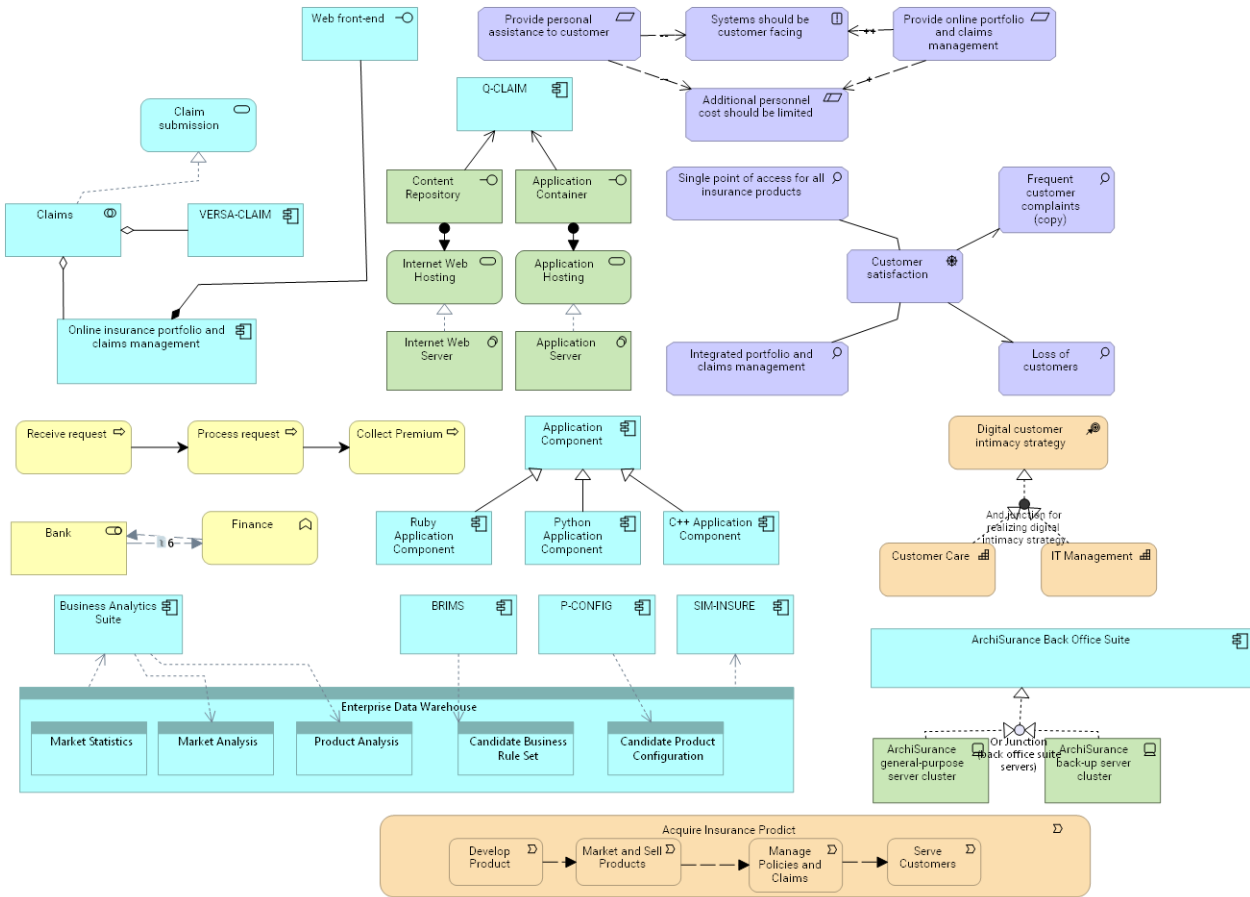 Web front-end
Provide personal
assistance to customer
Systems should be
customer facing
Provide online portfolio
and claims
management
--
++
--
+
Additional personnel
cost should be limited
Q-CLAIM
Claim
submission
Content
Repository
Application
Container
Single point of access for all
insurance products
Frequent
customer
complaints
(copy)
Claims
VERSA-CLAIM
Internet Web
Hosting
Application
Hosting
Customer
satisfaction
Online insurance portfolio and
claims management
Internet Web
Server
Application
Server
Integrated portfolio and
claims management
Loss of
customers
Receive request
Process request
Collect Premium
Application
Component
Digital customer
intimacy strategy
Bank
Finance
6
Ruby
Application
Component
Python
Application
Component
C++ Application
Component
And junction for
realizing digital
intimacy strategy
Customer Care
IT Management
Business Analytics
Suite
BRIMS
P-CONFIG
SIM-INSURE
ArchiSurance Back Office Suite
Enterprise Data Warehouse
Market Statistics
Market Analysis
Product Analysis
Candidate Business
Rule Set
Candidate Product
Configuration
Or Junction
(back office suite
servers)
ArchiSurance
general-purpose
server cluster
ArchiSurance
back-up server
cluster
Acquire Insurance Prodict
Develop
Product
Market and Sell
Products
Manage
Policies and
Claims
Serve
Customers